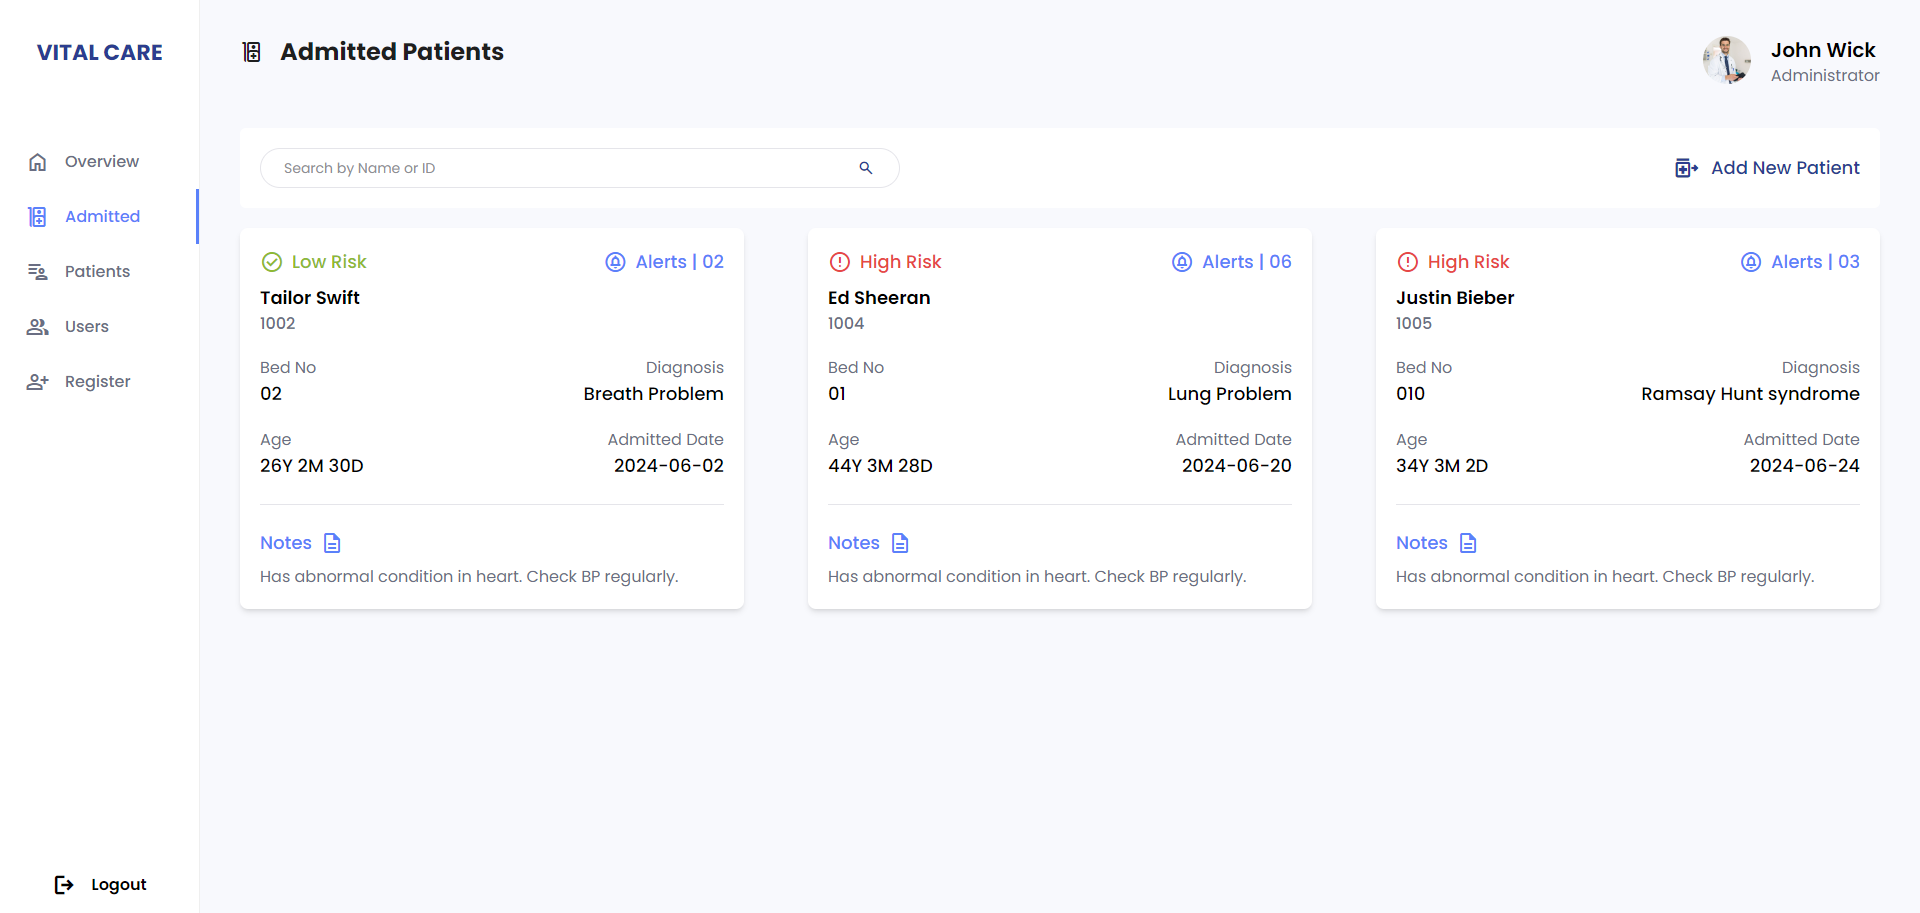 VITAL CARE
Admitted Patients
John Wick
Administrator
Overview
Admitted
Patients
Users
Register
Logout
Search by Name or ID
Add New Patient
Low Risk
Alerts | 02
Tailor Swift
1002
Bed No
Diagnosis
02
Breath Problem
Age
Admitted Date
26Y 2M 30D
2024-06-02
Notes
Has abnormal condition in heart. Check BP regularly.
High Risk
Alerts | 06
Ed Sheeran
1004
Bed No
Diagnosis
01
Lung Problem
Age
Admitted Date
44Y 3M 28D
2024-06-20
Notes
Has abnormal condition in heart. Check BP regularly.
High Risk
Alerts | 03
Justin Bieber
1005
Bed No
Diagnosis
010
Ramsay Hunt syndrome
Age
Admitted Date
34Y 3M 2D
2024-06-24
Notes
Has abnormal condition in heart. Check BP regularly.